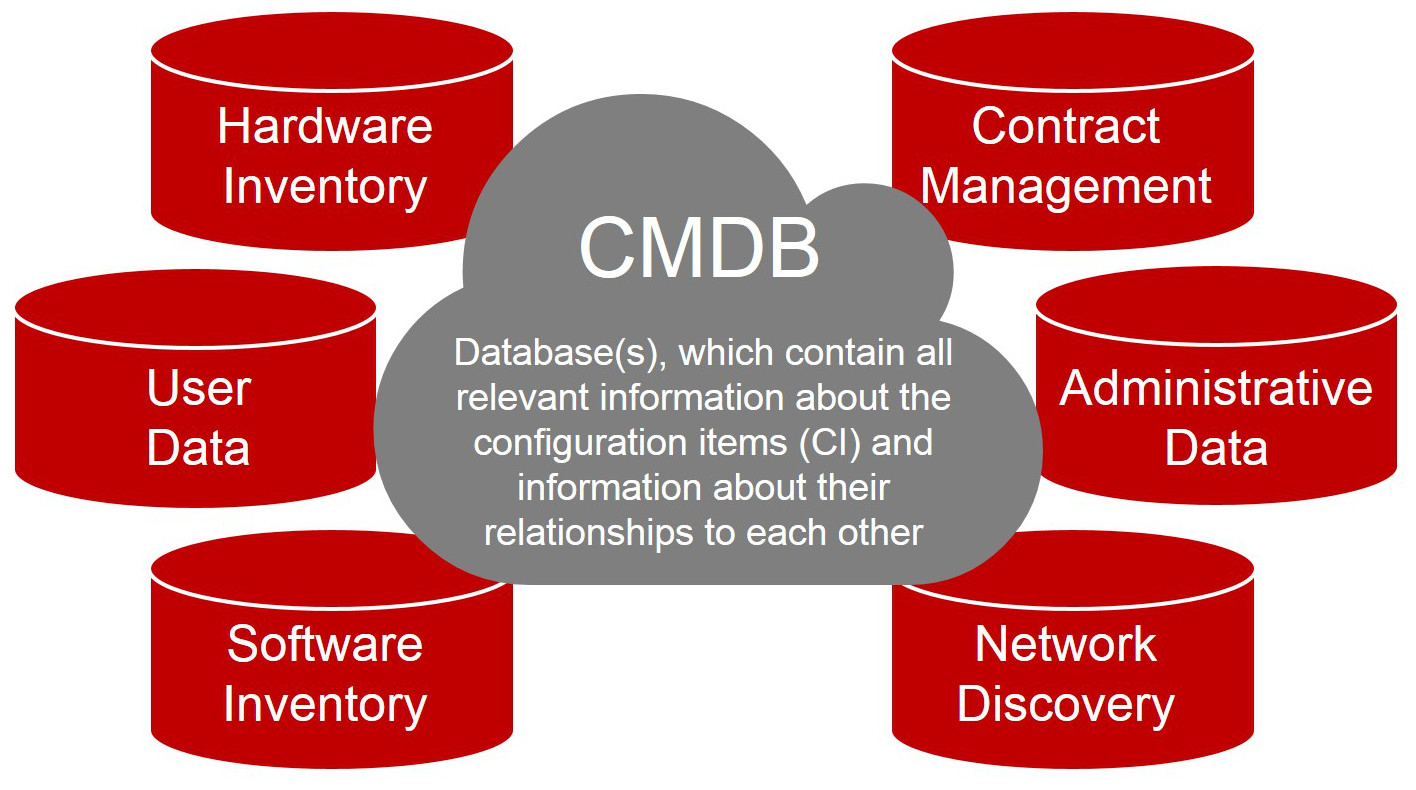 Hardware
Inventory
Contract
Management
CMDB
Database(s), which contain all
relevant information about the
configuration items (CI) and
information about their
relationships to each other
User
Data
Administrative
Data
Software
Inventory
Network
Discovery